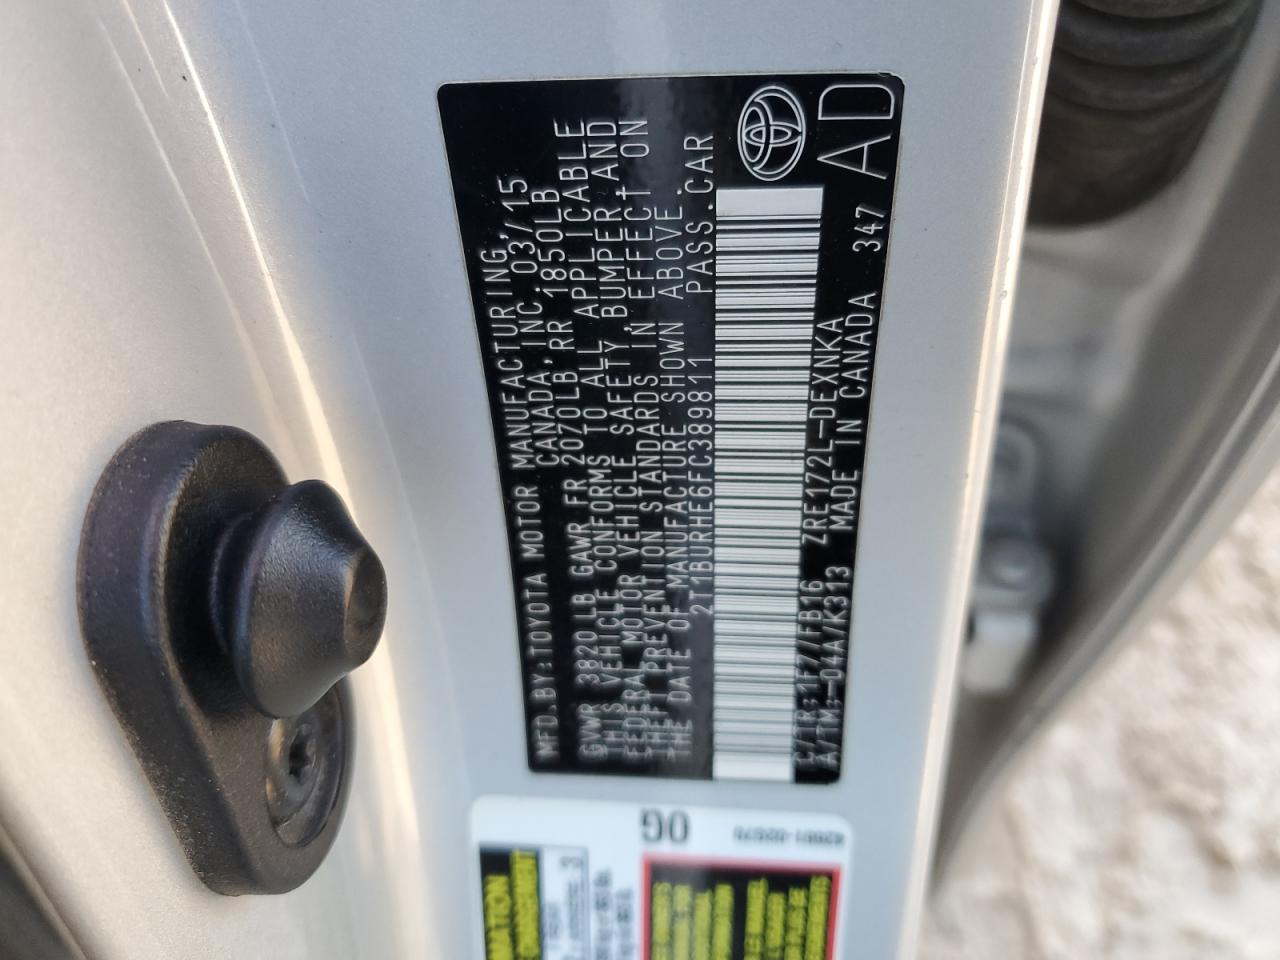 MFD. BY: TOYOTA MOTOR MANUFACTURING,
CANADA, INC. 03/15
GVWR 3820 LB GAWR FR 2070LB, RR 1850LB
THIS VEHICLE CONFORMS TO ALL APPLICABLE
FEDERAL MOTOR VEHICLE SAFETY, BUMPER, AND
THEFT PREVENTION STANDARDS IN EFFECT ON
THE DATE OF MANUFACTURE SHOWN ABOVE.
2T1BURHE6FC389811 PASS.CAR
C/TR:1F7/FB16 ZRE172L-DEXNKA
A/TM:-04A/K313 MADE IN CANADA 347
AD
0G